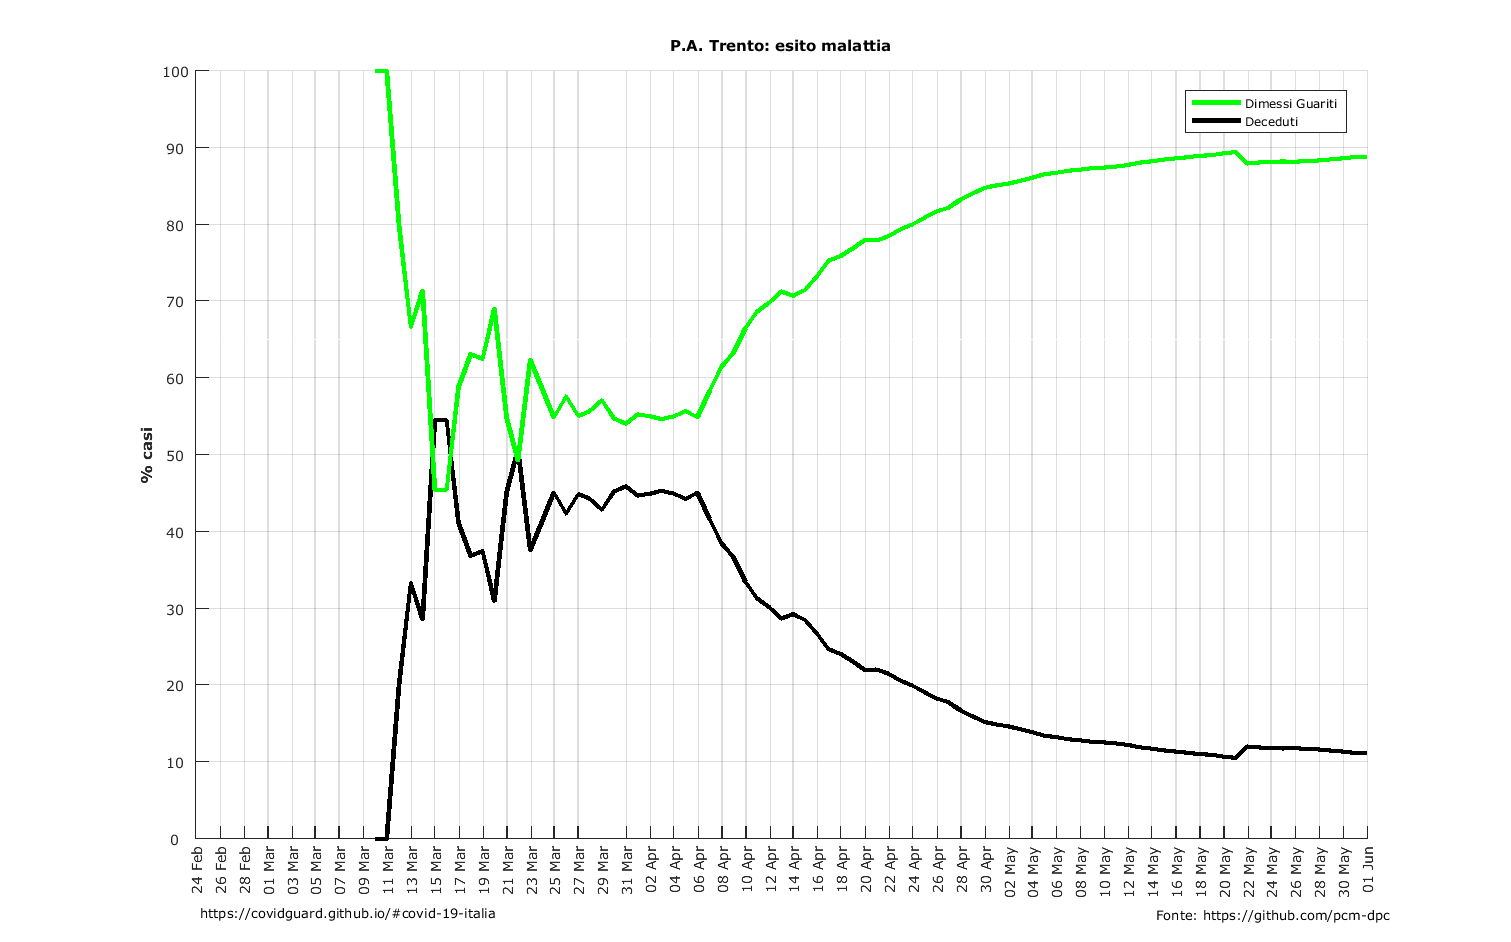 P.A. Trento: esito malattia
Dimessi Guariti
Deceduti
% casi
100
90
80
70
60
50
40
30
20
10
0
24 Feb
26 Feb
28 Feb
01 Mar
03 Mar
05 Mar
07 Mar
09 Mar
11 Mar
13 Mar
15 Mar
17 Mar
19 Mar
21 Mar
23 Mar
25 Mar
27 Mar
29 Mar
31 Mar
02 Apr
04 Apr
06 Apr
08 Apr
10 Apr
12 Apr
14 Apr
16 Apr
18 Apr
20 Apr
22 Apr
24 Apr
26 Apr
28 Apr
30 Apr
02 May
04 May
06 May
08 May
10 May
12 May
14 May
16 May
18 May
20 May
22 May
24 May
26 May
28 May
30 May
01 Jun
https://covidguard.github.io/#covid-19-italia
Fonte: https://github.com/pcm-dpc